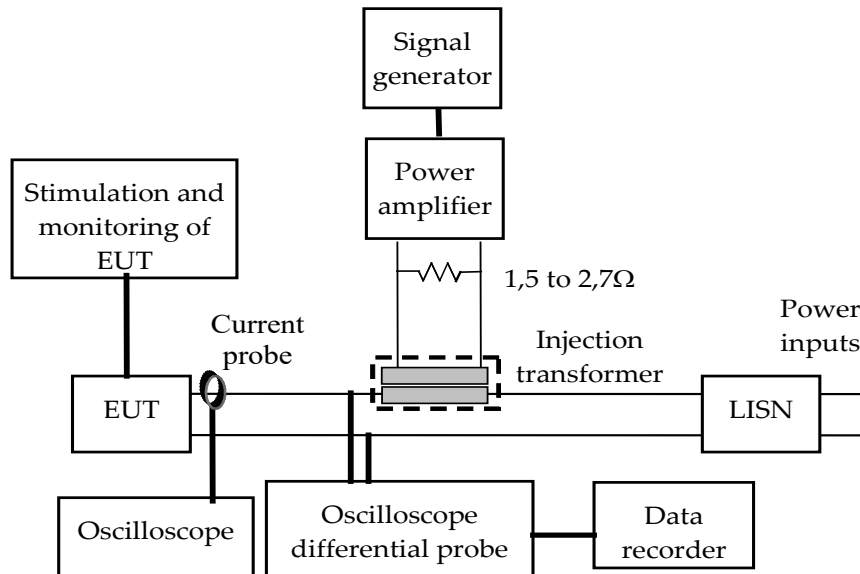 Signal
generator
Power
amplifier
Stimulation and
monitoring of
EUT
1,5 to 2,7Ω
Current
probe
Injection
transformer
Power
inputs
EUT
LISN
Oscilloscope
Oscilloscope
differential probe
Data
recorder